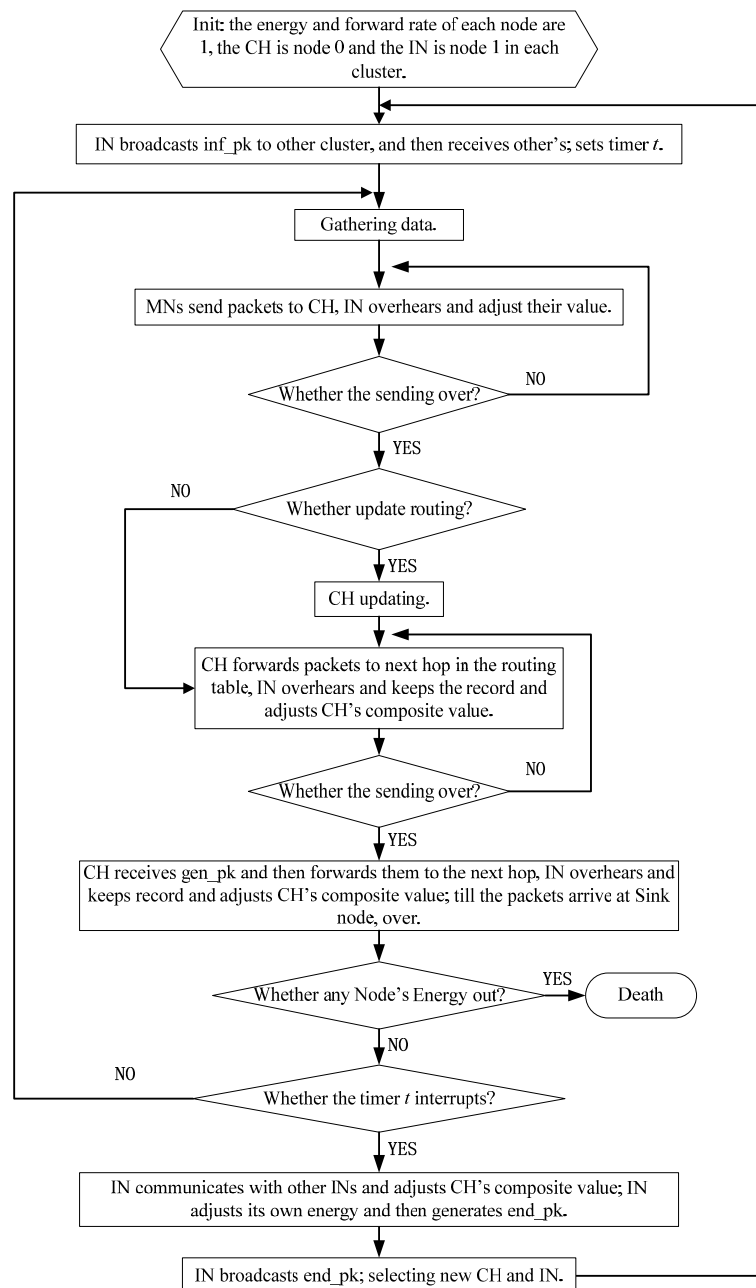 Init: the energy and forward rate of each node are
1, the CH is node 0 and the IN is node 1 in each
cluster.
IN broadcasts inf_pk to other cluster, and then receives other's; sets timer t.
Gathering data.
MNs send packets to CH, IN overhears and adjust their value.
Whether the sending over?
NO
YES
NO
Whether update routing?
YES
CH updating.
CH forwards packets to next hop in the routing
table, IN overhears and keeps the record and
adjusts CH's composite value.
Whether the sending over?
NO
YES
CH receives gen_pk and then forwards them to the next hop, IN overhears and
keeps record and adjusts CH's composite value; till the packets arrive at Sink
node, over.
Whether any Node's Energy out?
YES
Death
NO
NO
Whether the timer t interrupts?
YES
IN communicates with other INs and adjusts CH's composite value; IN
adjusts its own energy and then generates end_pk.
IN broadcasts end_pk; selecting new CH and IN.